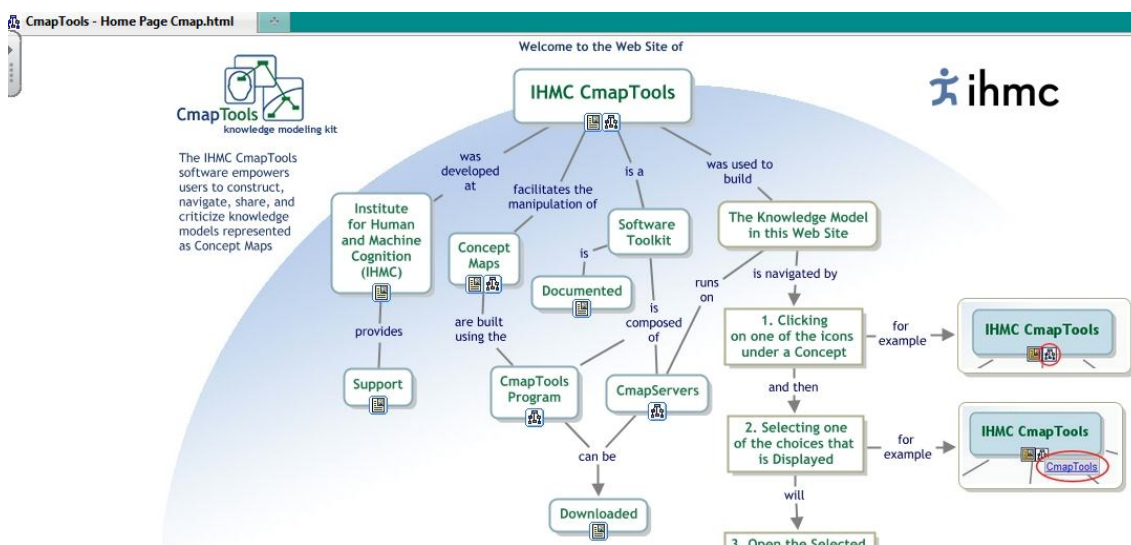 CmapTools - Home Page Cmap.html
Welcome to the Web Site of
IHMC CmapTools
ihmc
CmapTools
knowledge modeling kit
The IHMC CmapTools
software empowers
users to construct,
navigate, share, and
criticize knowledge
models represented
as Concept Maps
was
developed
at
facilitates the
manipulation of
is a
was used to
build
Institute
for Human
and Machine
Cognition
(IHMC)
Concept
Maps
Software
Toolkit
The Knowledge Model
in this Web Site
is
Documented
is navigated by
runs
on
provides
are built
using the
is
composed
of
1. Clicking
on one of the icons
under a Concept
for
example
IHMC CmapTools
Support
CmapTools
Program
CmapServers
and then
2. Selecting one
of the choices that
is Displayed
for
example
IHMC CmapTools
CmapTools
can be
will
Downloaded
3. Open the Selected